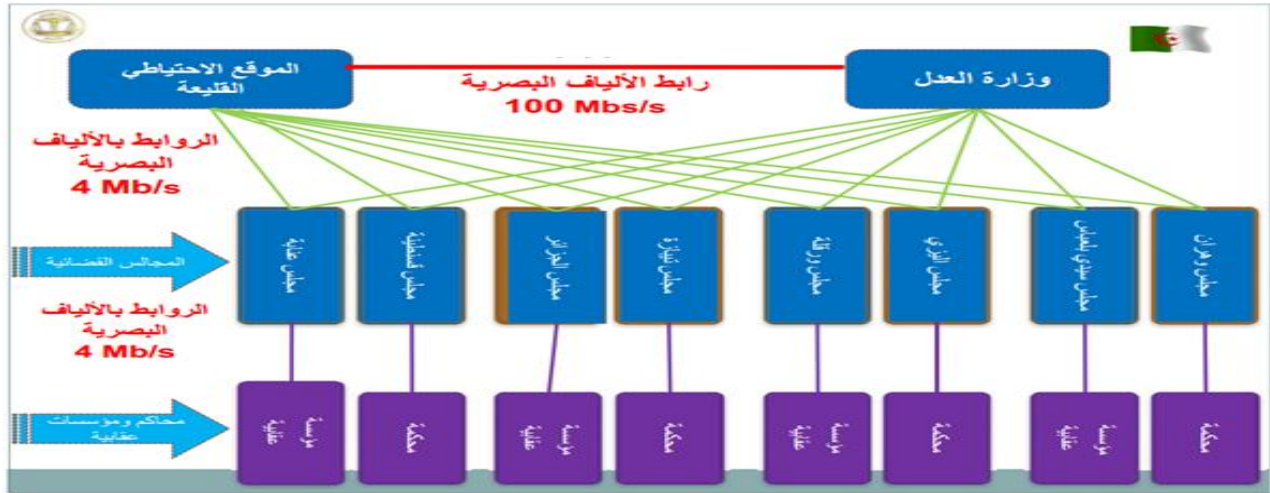 وزارة العدل
الموقع الاحتياطي
القليعة
رابط الألياف البصرية
100 Mbs/s
الروابط بالألياف
البصرية
4 Mb/s
المجالس القضائية
مجلس وهران
مجلس سيدي بلعباس
مجلس اليزي
مجلس ورقلة
مجلس تيبازة
مجلس الجزائر
مجلس قسنطينة
مجلس عنابة
الروابط بالألياف
البصرية
4 Mb/s
محاكم ومؤسسات
عقابية
محكمة
مؤسسة
عقابية
محكمة
مؤسسة
عقابية
محكمة
مؤسسة
عقابية
محكمة
مؤسسة
عقابية